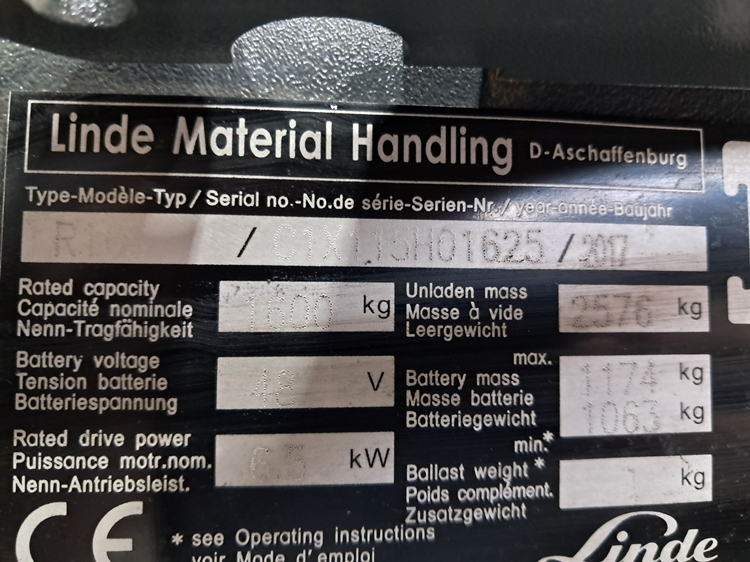 Linde Material Handling D-Aschaffenburg
Type-Modèle-Typ / Serial no.-No.de série-Serien-Nr. / year-année-Baujahr
/ H01625 / 2017
Rated capacity
Capacité nominale
Nenn-Tragfähigkeit
1600 kg
Unladen mass
Masse à vide
Leergewicht
2576 kg
Battery voltage
Tension batterie
Batteriespannung
48 V
max.
Battery mass
Masse batterie
Batteriegewicht
min.*
1174 kg
1063 kg
Rated drive power
Puissance motr.nom.
Nenn-Antriebsleist.
6.5 kW
Ballast weight *
Poids complément.
Zusatzgewicht
kg
CE
* see Operating instructions
voir Mode d'emploi
Linde